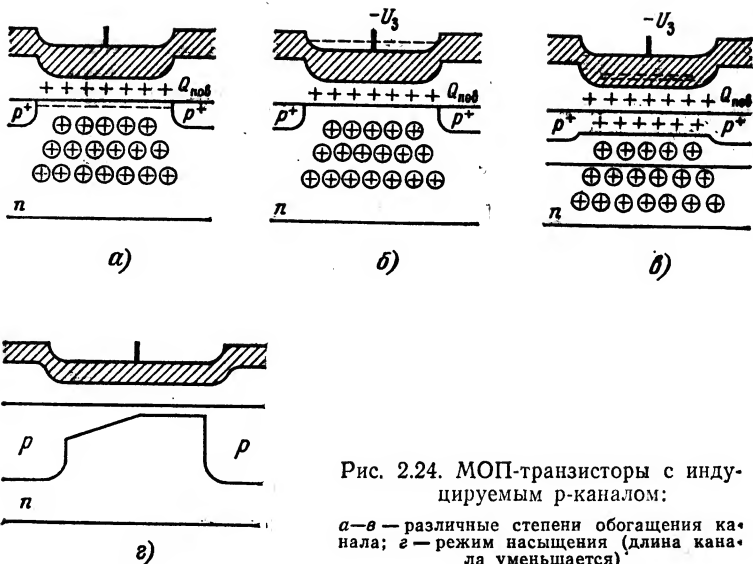 -U₃ -U₃
+ + + + + + Qпов + + + + + + + Qпов + + + + + + Qпов
p⁺ p⁺ p⁺ p⁺ p⁺ + + + + + + p⁺
n n n
а) б) в)
p p
n
г)
Рис. 2.24. МОП-транзисторы с инду-
цируемым p-каналом:
а—в — различные степени обогащения ка-
нала; г — режим насыщения (длина кана-
ла уменьшается)